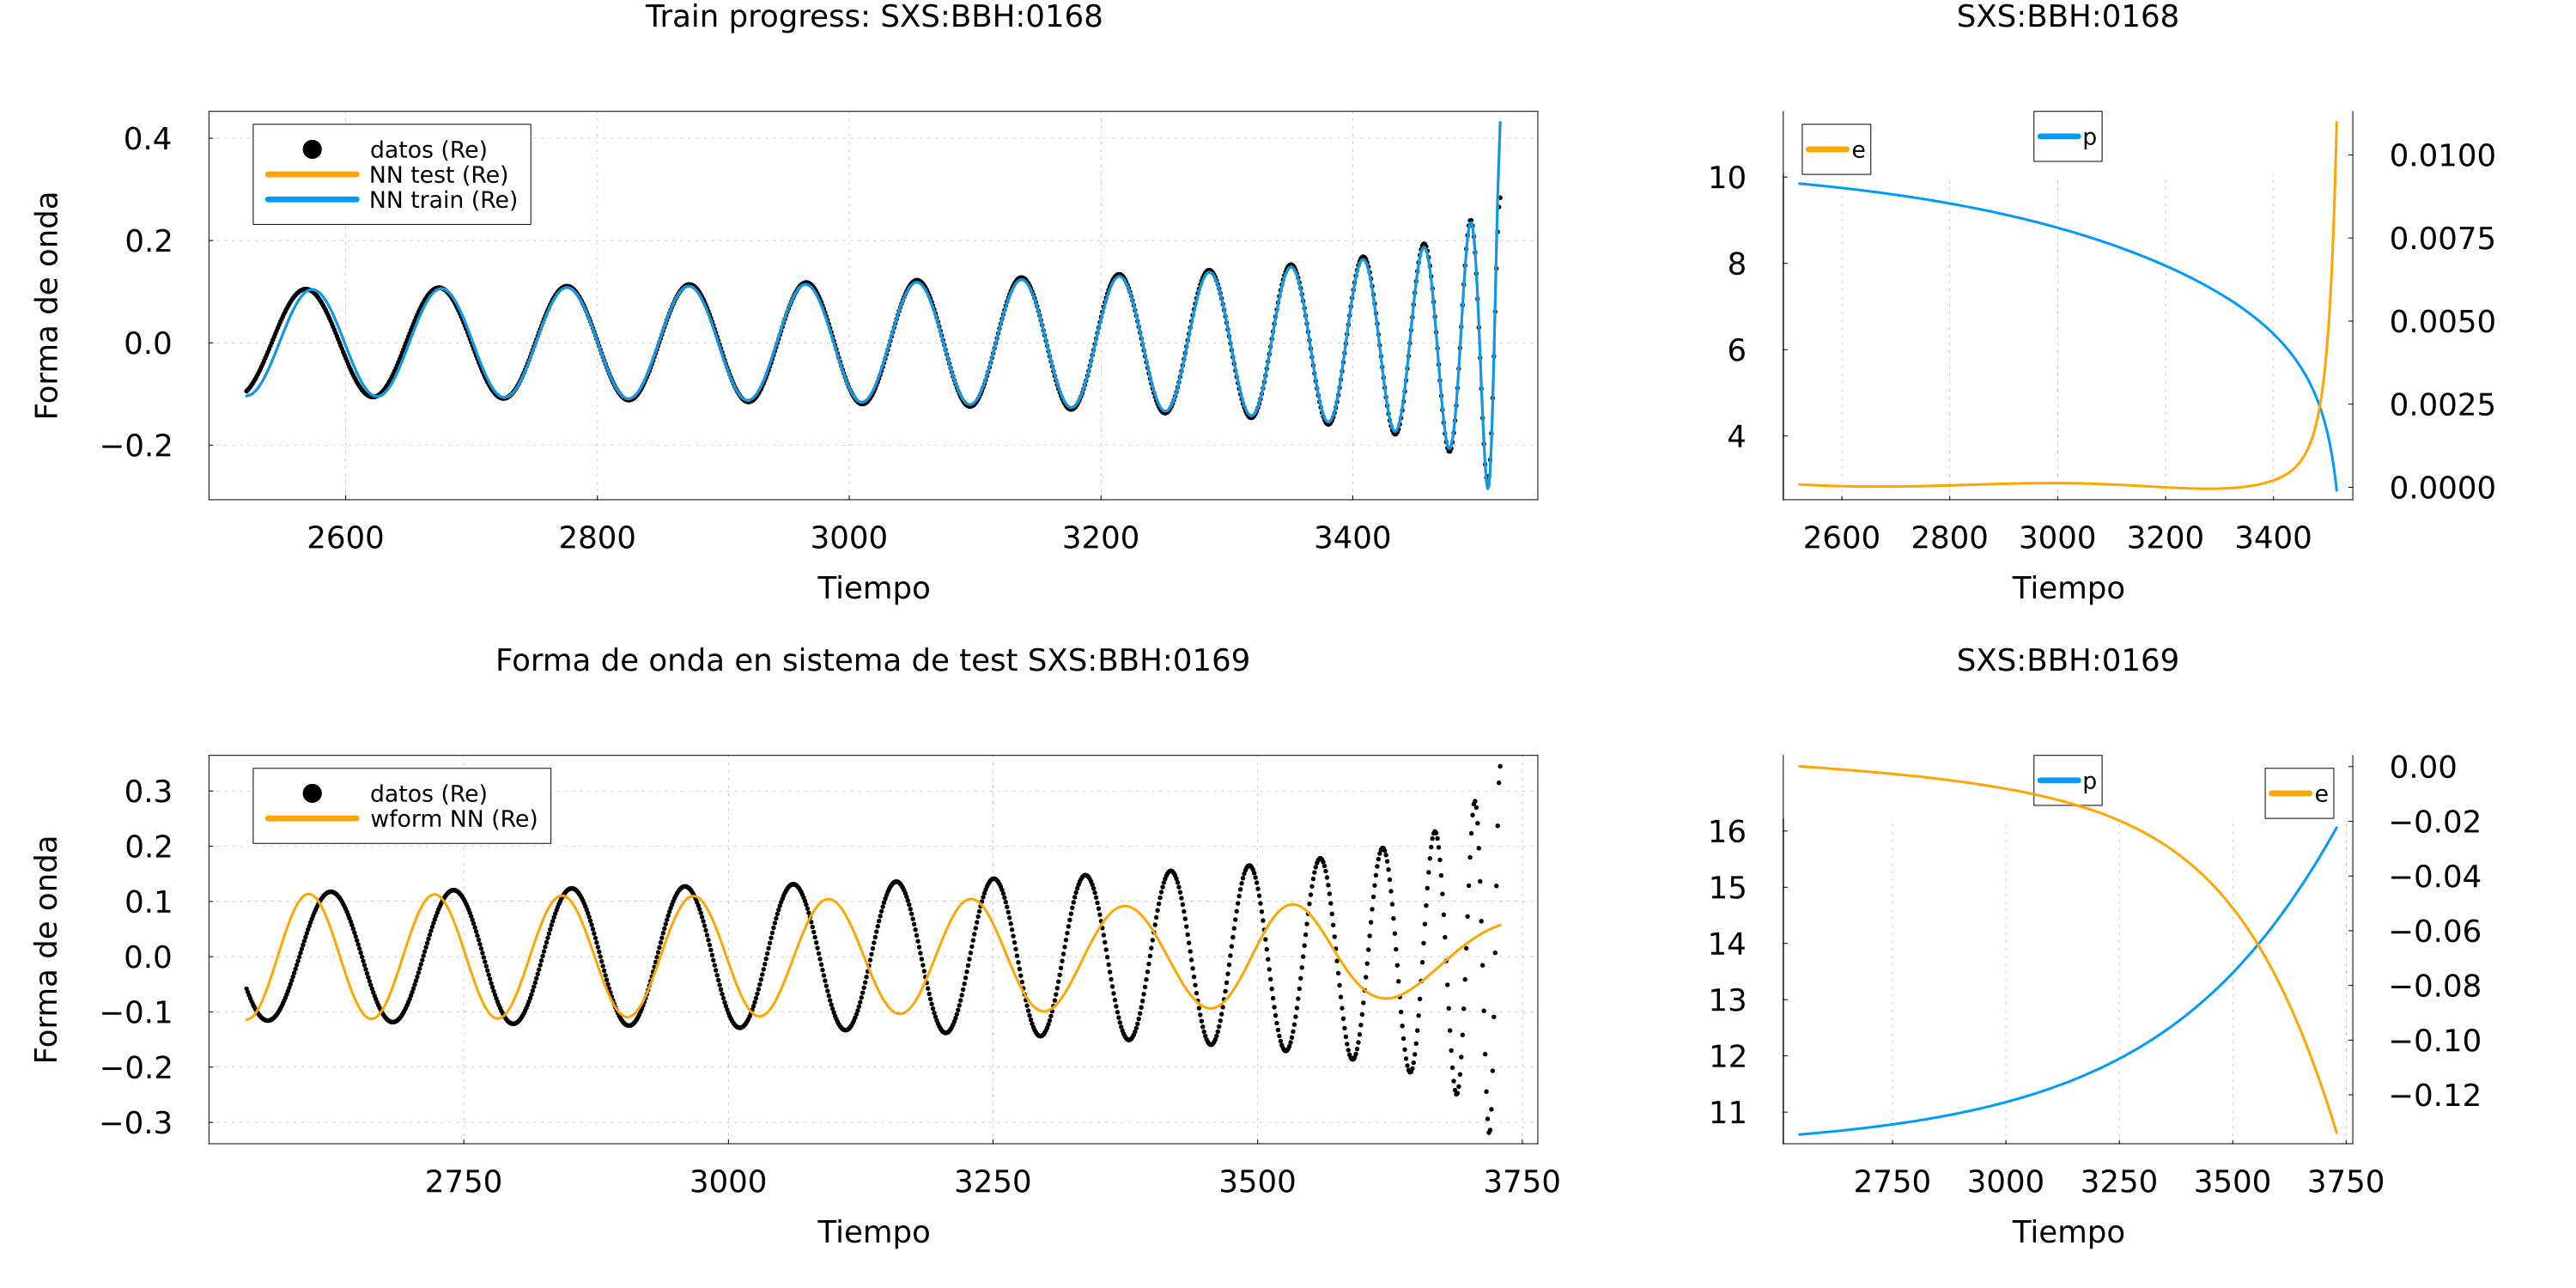 Train progress: SXS:BBH:0168
Forma de onda
0.4
0.2
0.0
−0.2
datos (Re)
NN test (Re)
NN train (Re)
2600 2800 3000 3200 3400
Tiempo
SXS:BBH:0168
10
8
6
4
e
p
0.0100
0.0075
0.0050
0.0025
0.0000
2600 2800 3000 3200 3400
Tiempo
Forma de onda en sistema de test SXS:BBH:0169
Forma de onda
0.3
0.2
0.1
0.0
−0.1
−0.2
−0.3
datos (Re)
wform NN (Re)
2750 3000 3250 3500 3750
Tiempo
SXS:BBH:0169
16
15
14
13
12
11
p
e
0.00
−0.02
−0.04
−0.06
−0.08
−0.10
−0.12
2750 3000 3250 3500 3750
Tiempo